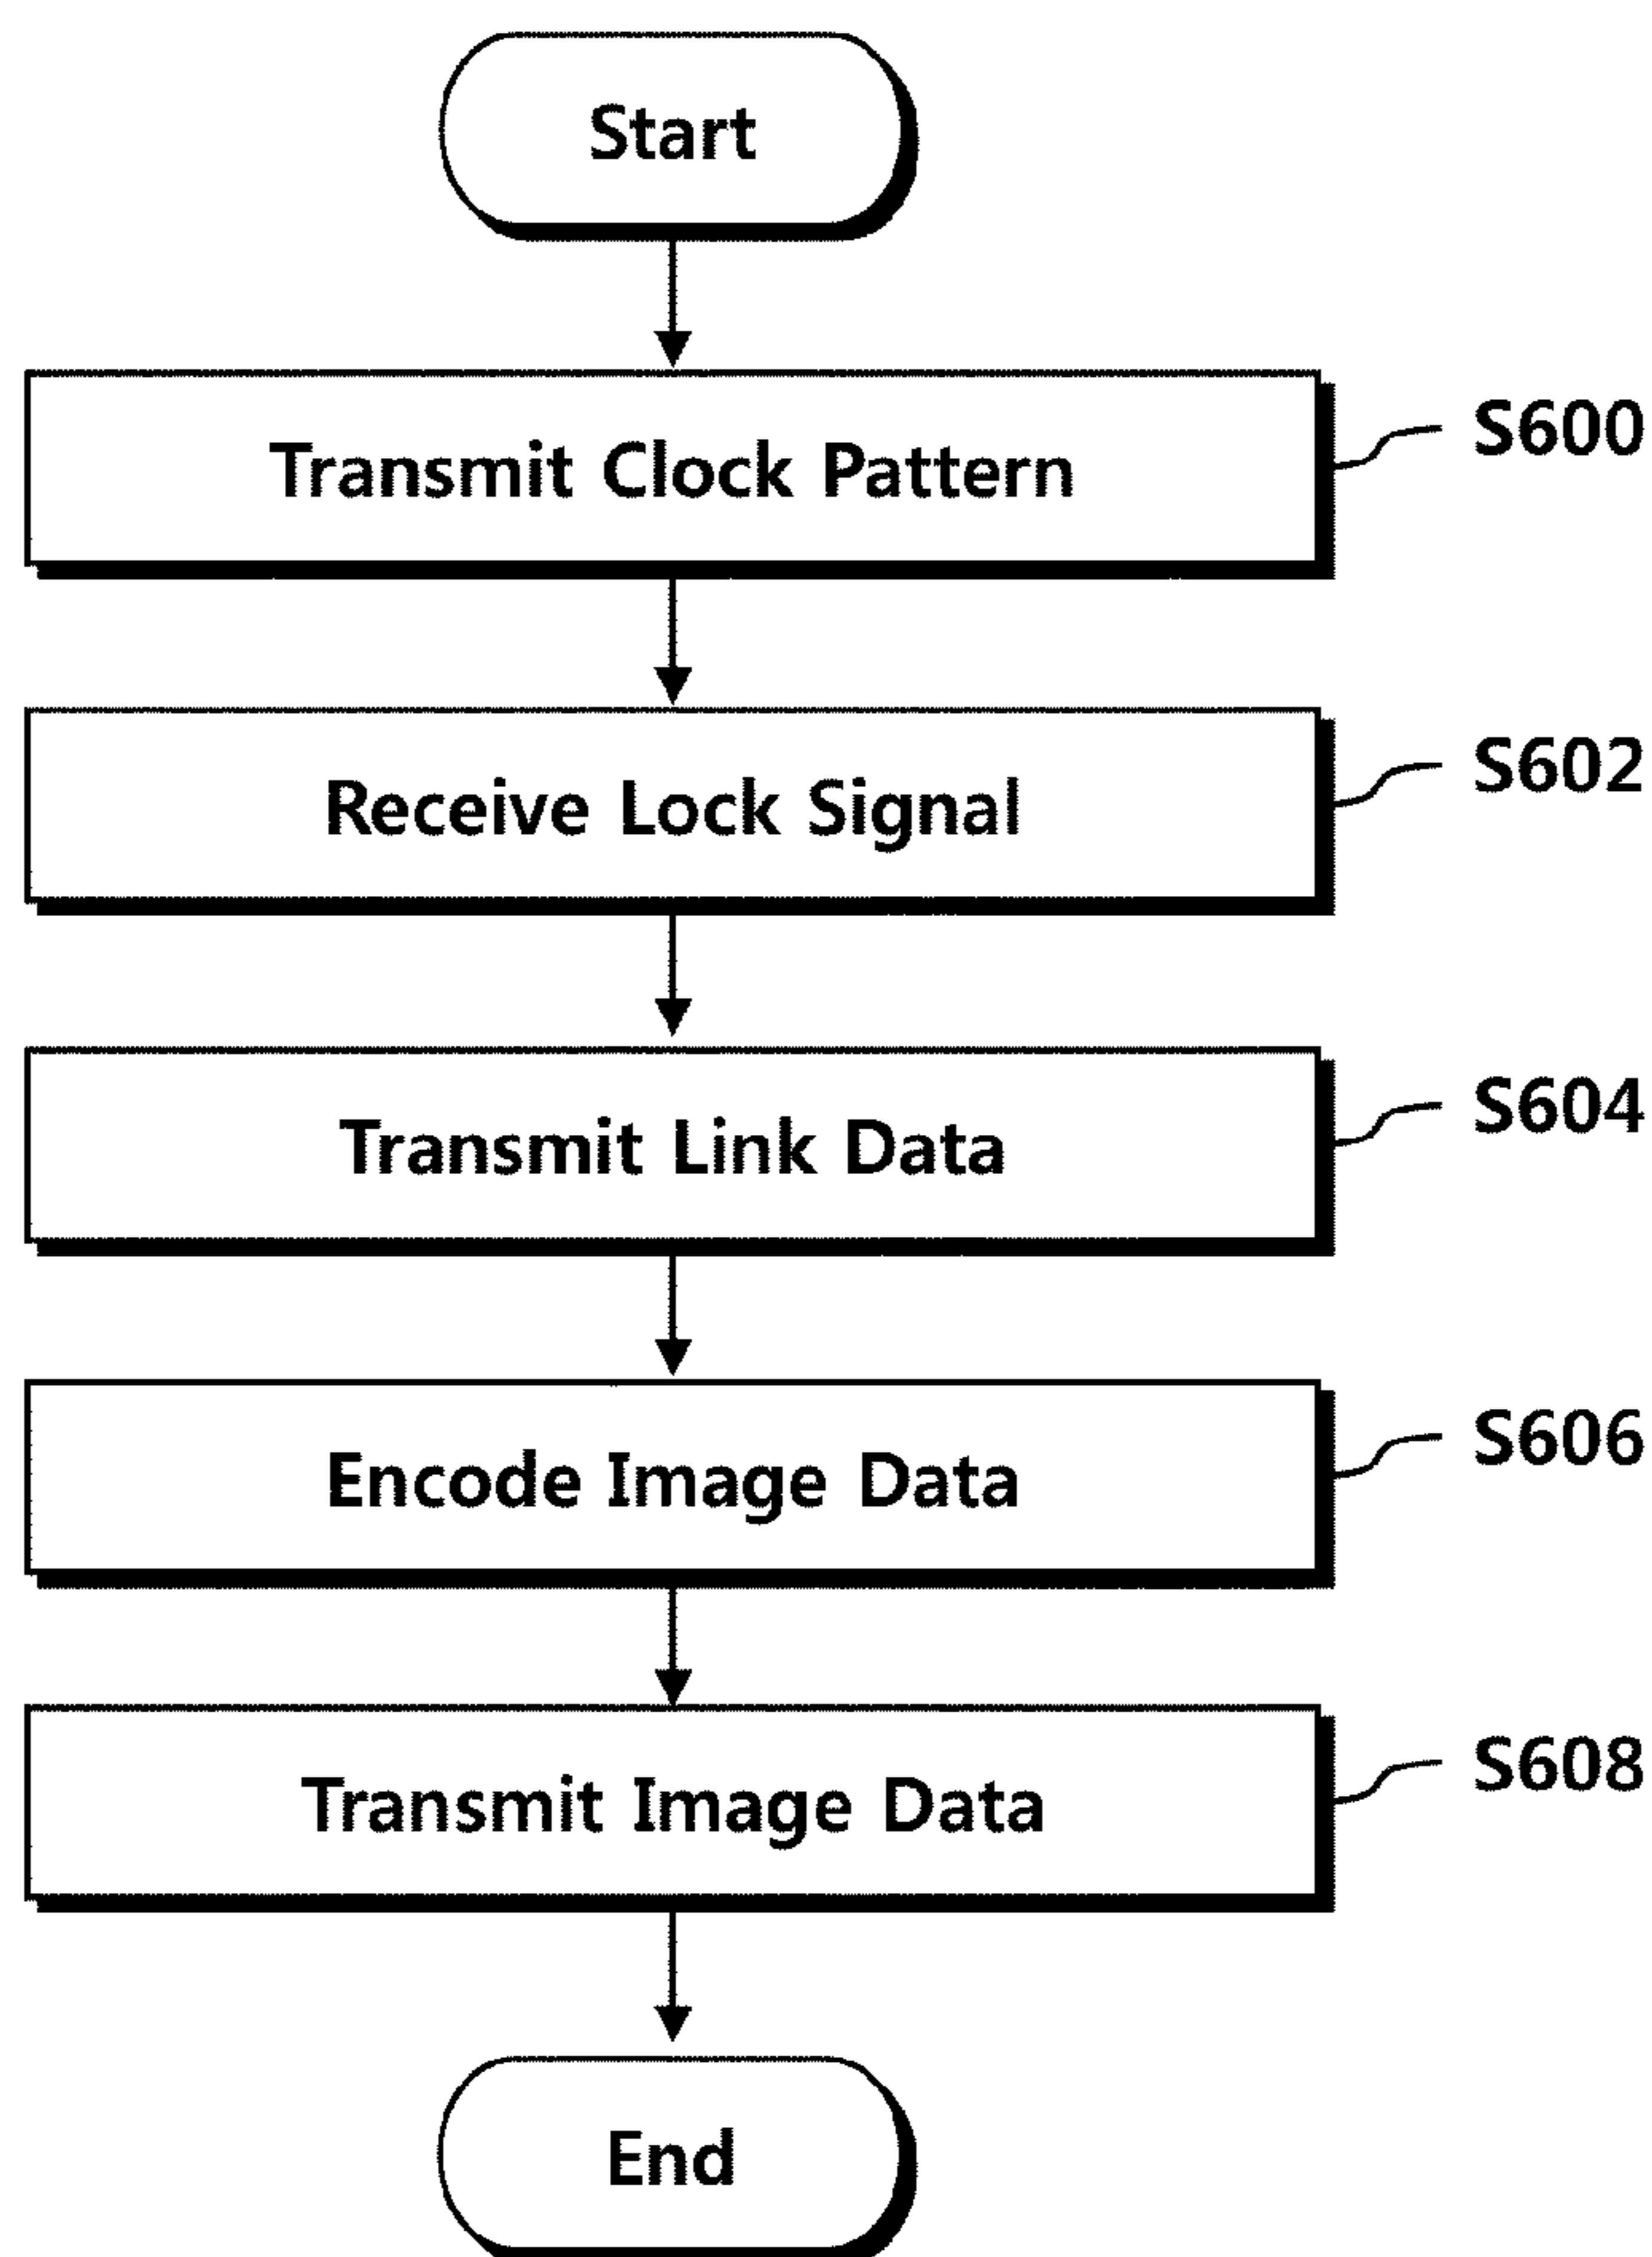 Start
Transmit Clock Pattern
S600
Receive Lock Signal
S602
Transmit Link Data
S604
Encode Image Data
S606
Transmit Image Data
S608
End